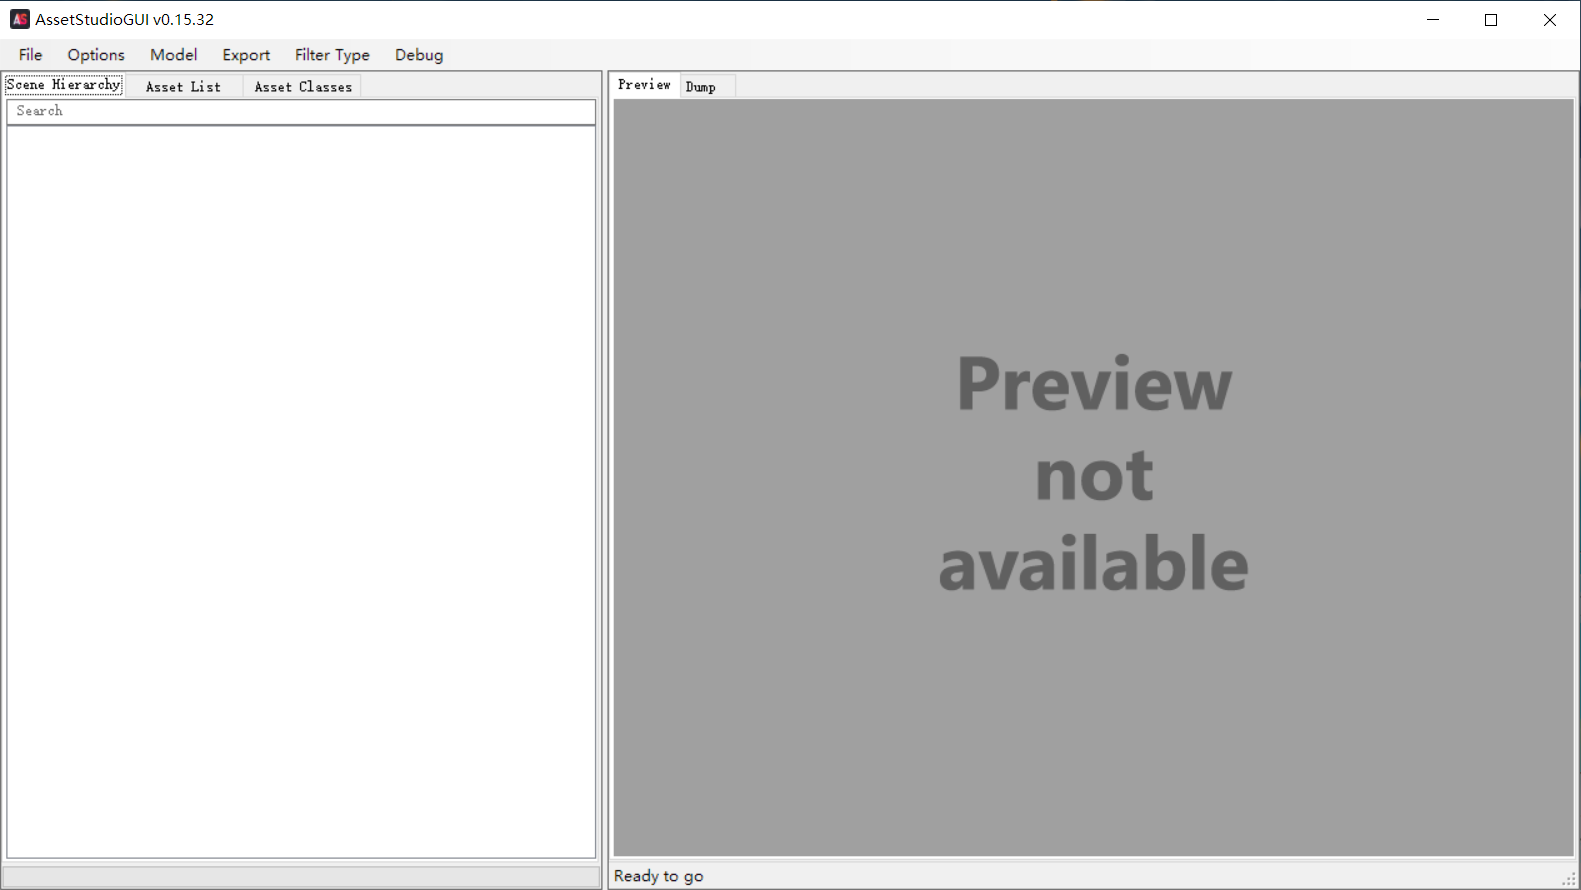 AS AssetStudioGUI v0.15.32
File Options Model Export Filter Type Debug
Scene Hierarchy Asset List Asset Classes
Search
Preview Dump
Preview
not
available
Ready to go